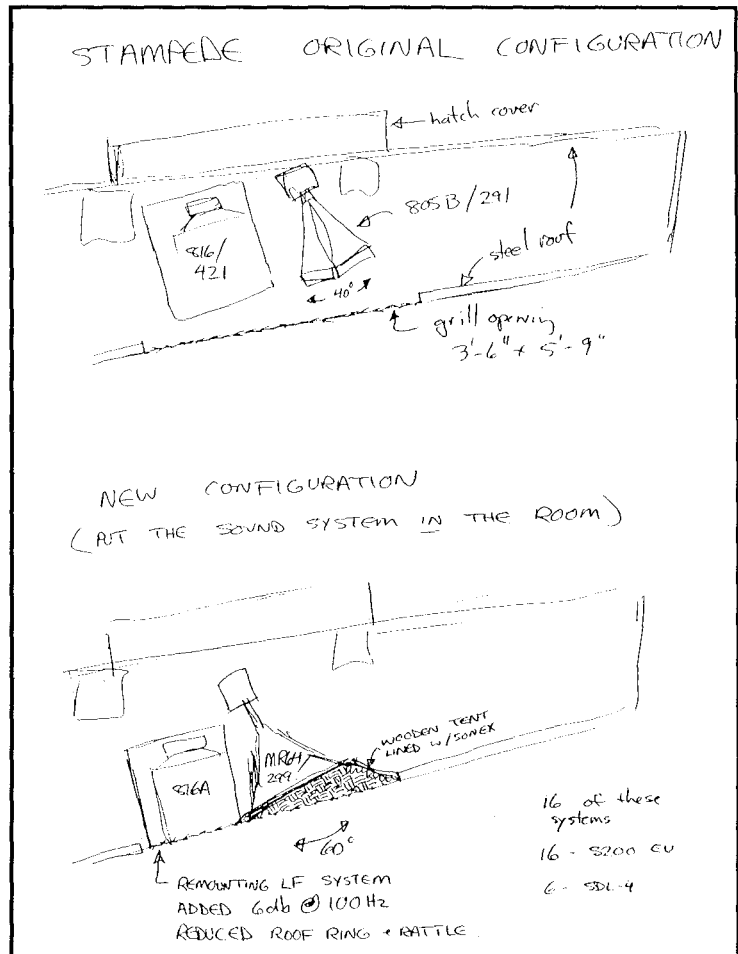 STAMPEDE ORIGINAL CONFIGURATION
hatch cover
805B/291
816/
421
40°
steel roof
grill opening
3'-6" + 5'-9"
NEW CONFIGURATION
(PUT THE SOUND SYSTEM IN THE ROOM)
WOODEN TENT
LINED W/SONEX
MR64/
299
816A
60°
16 of these
systems
16 - 8200 EU
6 - SDL-4
REMOUNTING LF SYSTEM
ADDED 6db @ 100Hz
REDUCED ROOF RING + RATTLE